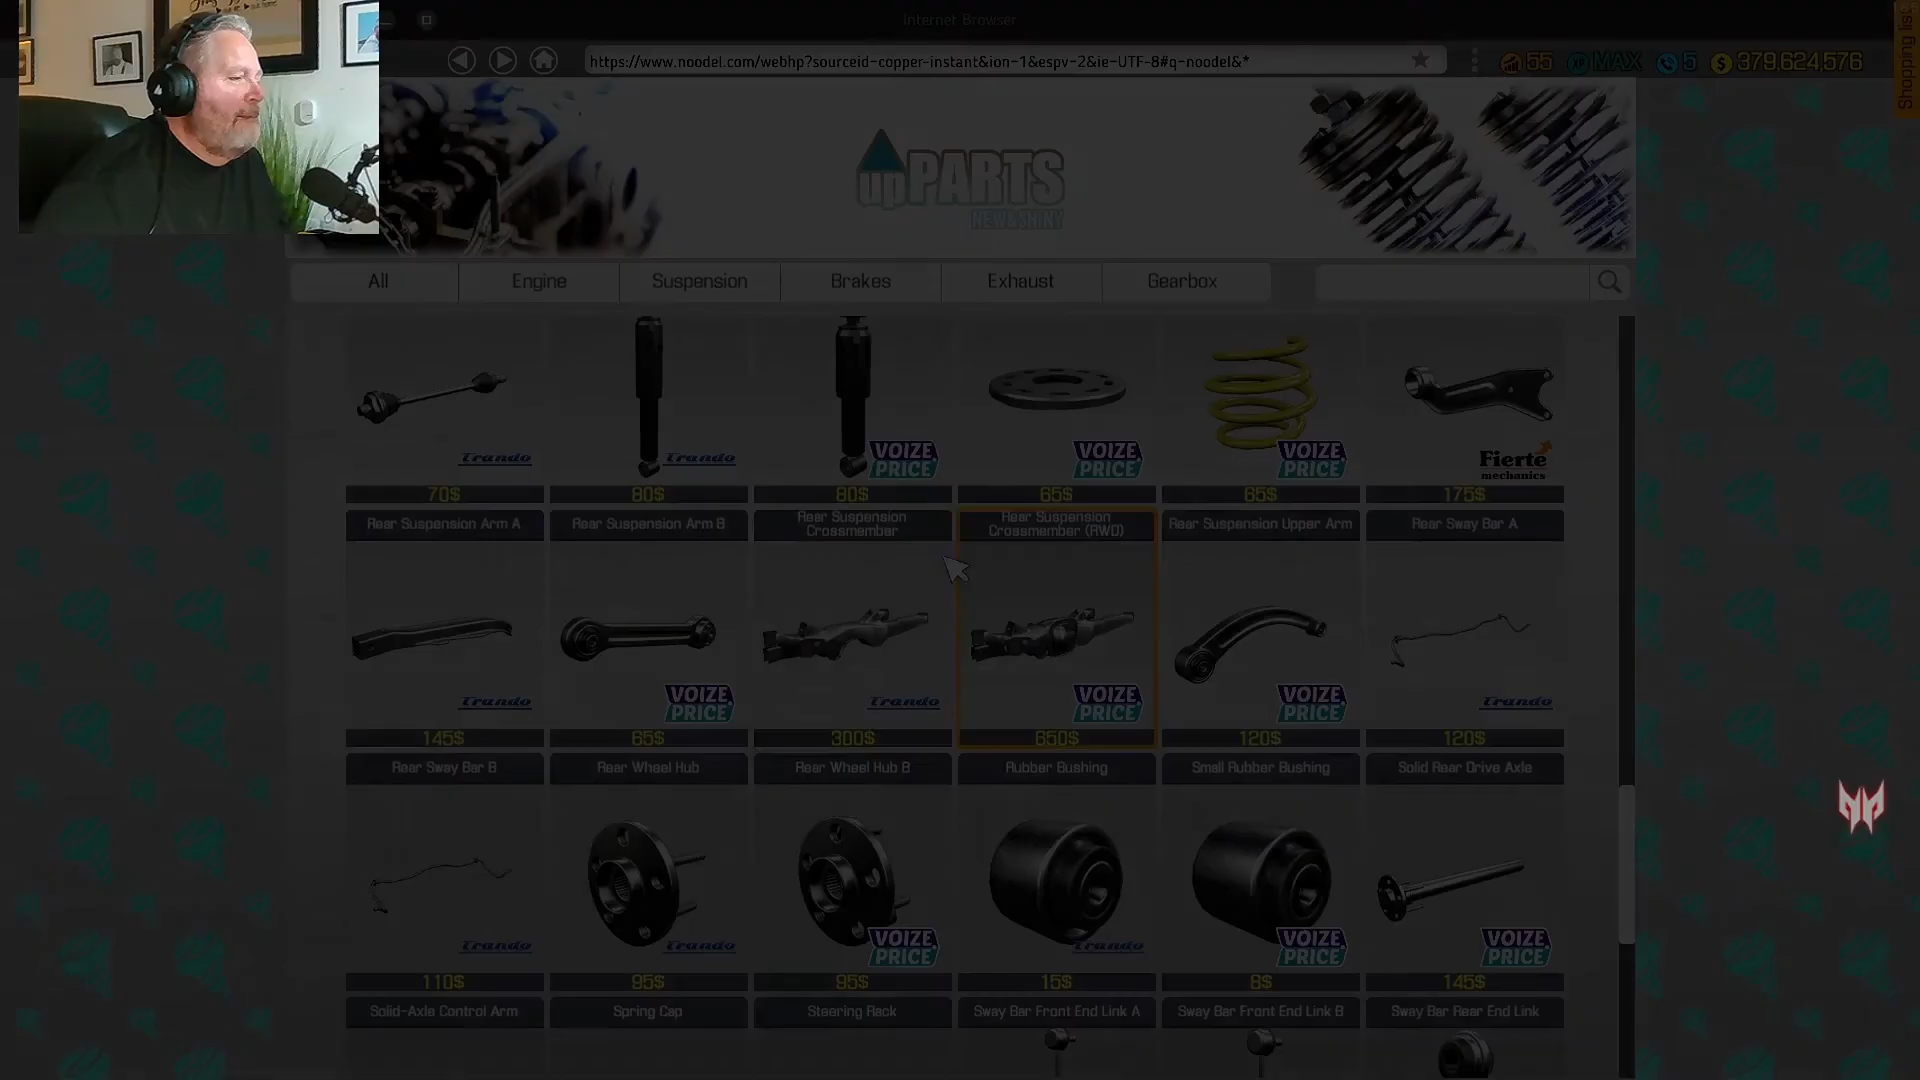 Internet Browser
https://www.noodel.com/webhp?sourceid-copper-instant&ion-1&espv-2&ie-UTF-8#q-noodel&*
55 XP MAX 5 $ 379,624,576
Shopping list
upPARTS
NEW&SHINY
All Engine Suspension Brakes Exhaust Gearbox
Trando Trando VOIZE PRICE VOIZE PRICE VOIZE PRICE Fierte mechanics
70$ 80$ 80$ 65$ 65$ 175$
Rear Suspension Arm A Rear Suspension Arm B Rear Suspension Crossmember Rear Suspension Crossmember (RWD) Rear Suspension Upper Arm Rear Sway Bar A
Trando VOIZE PRICE Trando VOIZE PRICE VOIZE PRICE Trando
145$ 65$ 300$ 650$ 120$ 120$
Rear Sway Bar B Rear Wheel Hub Rear Wheel Hub B Rubber Bushing Small Rubber Bushing Solid Rear Drive Axle
Trando Trando VOIZE PRICE Trando VOIZE PRICE VOIZE PRICE
110$ 95$ 95$ 15$ 8$ 145$
Solid-Axle Control Arm Spring Cap Steering Rack Sway Bar Front End Link A Sway Bar Front End Link B Sway Bar Rear End Link